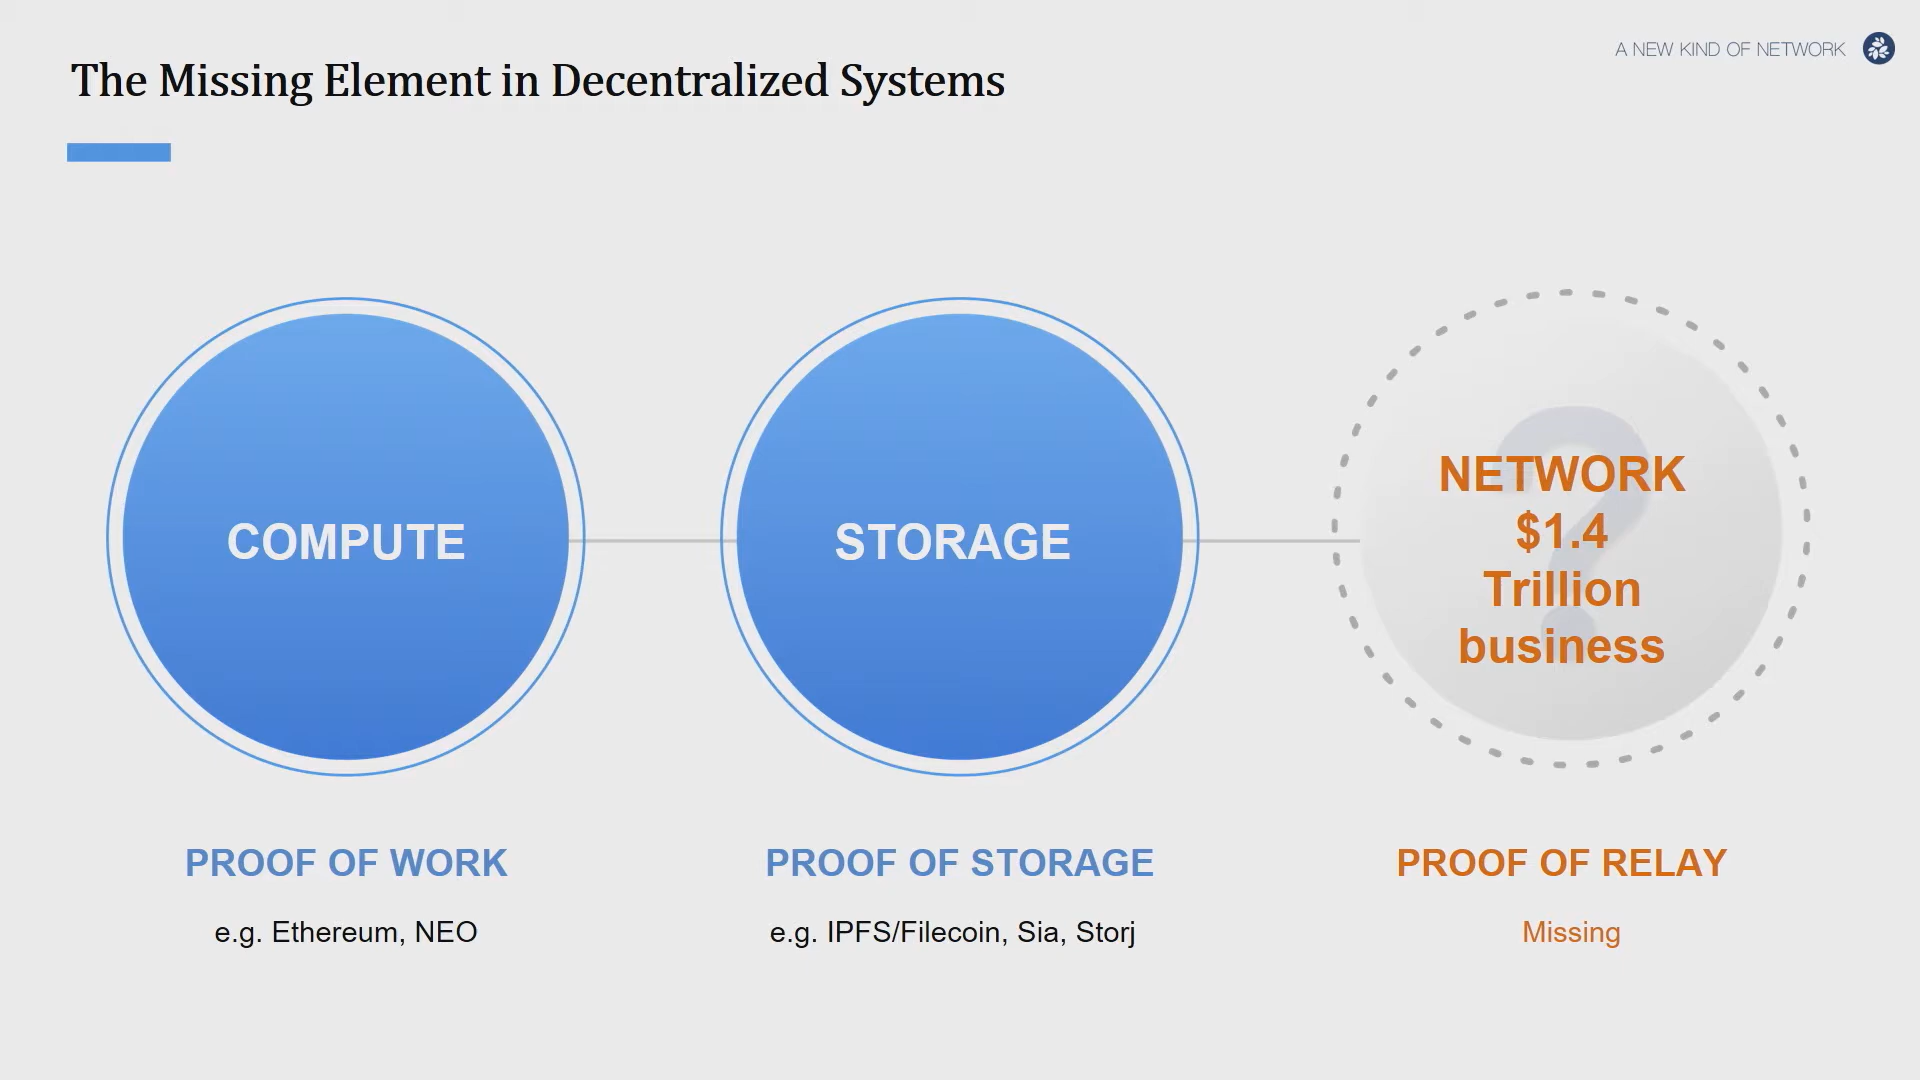 The Missing Element in Decentralized Systems
A NEW KIND OF NETWORK
COMPUTE
STORAGE
?
NETWORK
$1.4
Trillion
business
PROOF OF WORK
PROOF OF STORAGE
PROOF OF RELAY
e.g. Ethereum, NEO
e.g. IPFS/Filecoin, Sia, Storj
Missing